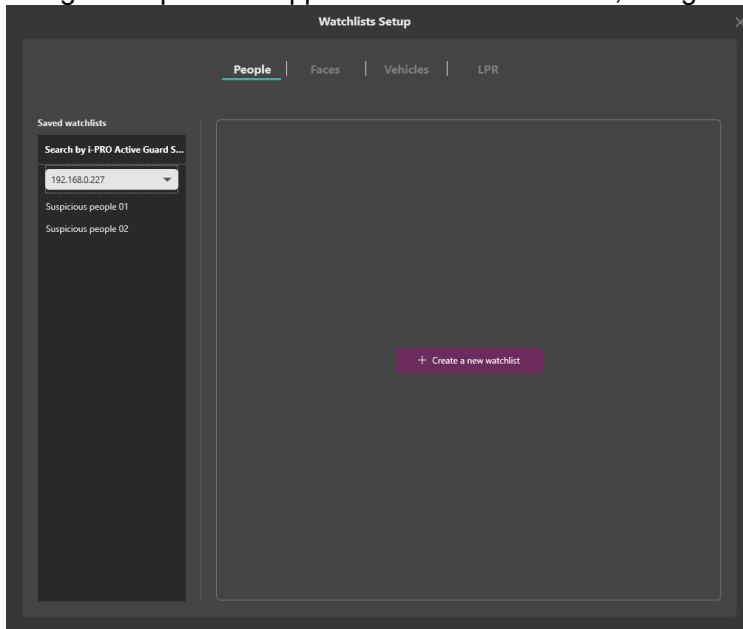 Watchlists Setup
People Faces Vehicles LPR
Saved watchlists
Search by i-PRO Active Guard S...
192.168.0.227
Suspicious people 01
Suspicious people 02
+ Create a new watchlist